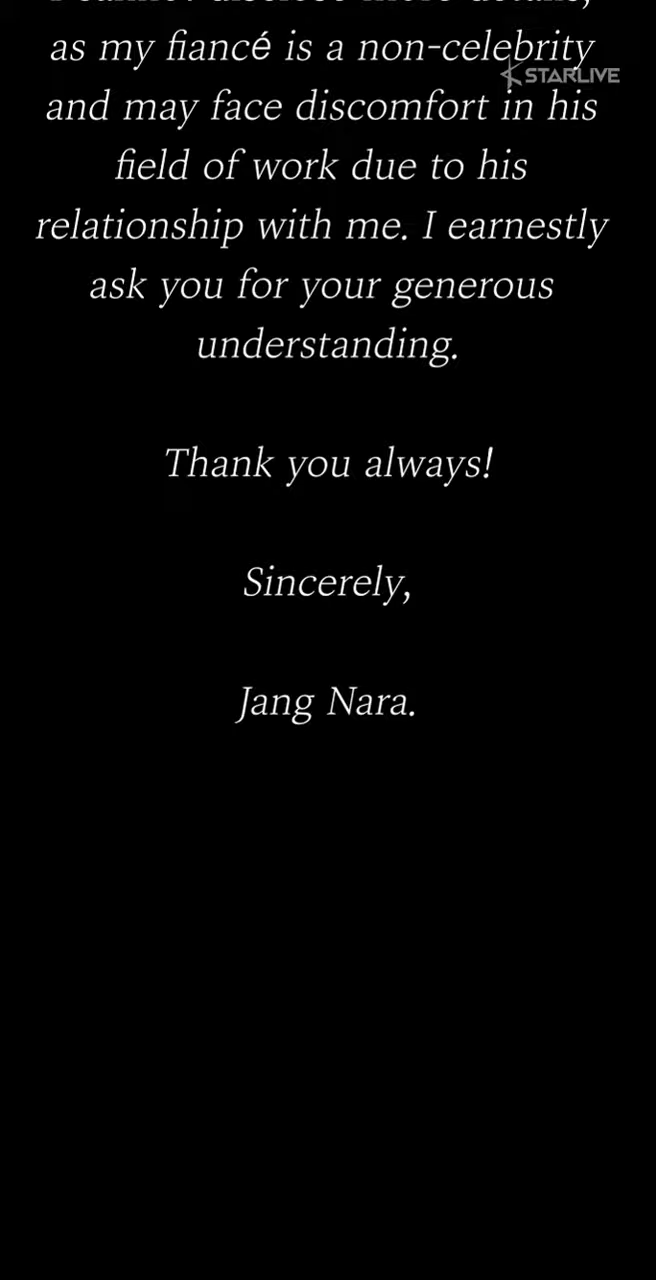 as my fiancé is a non-celebrity
STARLIVE
and may face discomfort in his
field of work due to his
relationship with me. I earnestly
ask you for your generous
understanding.
Thank you always!
Sincerely,
Jang Nara.